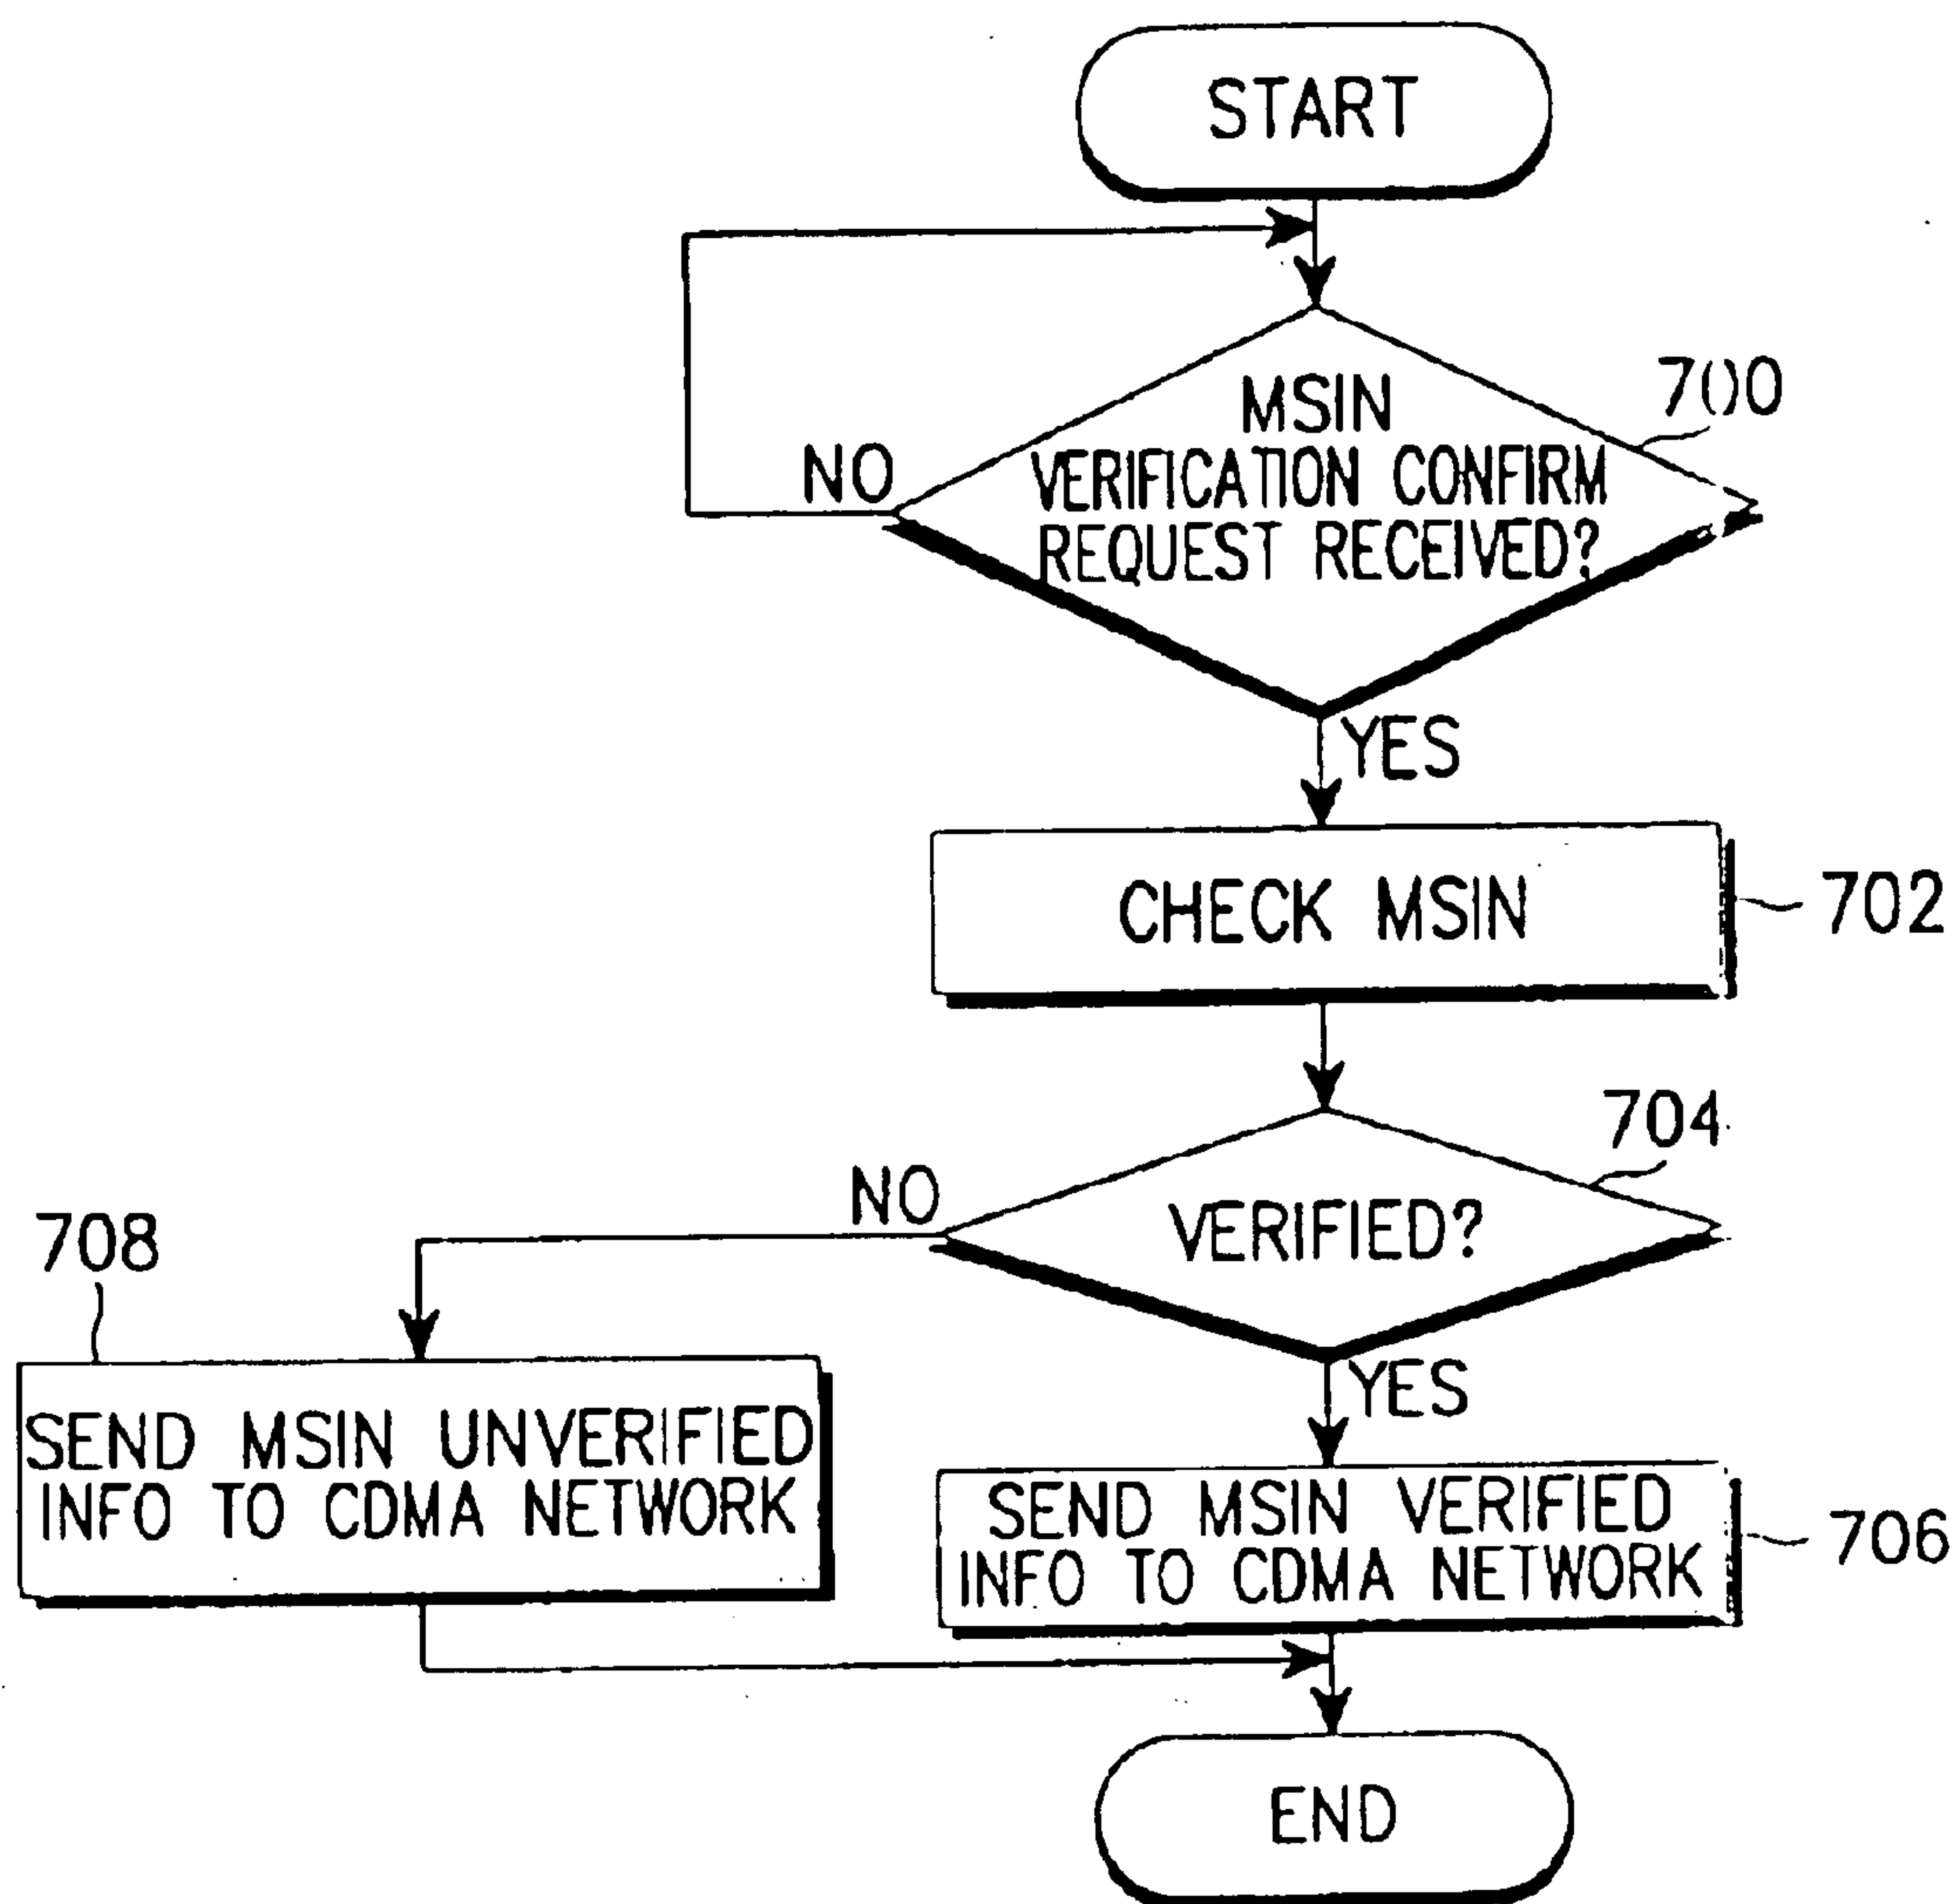 START
700
MSIN
VERIFICATION CONFIRM
REQUEST RECEIVED?
NO
YES
CHECK MSIN
702
704
VERIFIED?
NO
YES
708
SEND MSIN UNVERIFIED
INFO TO CDMA NETWORK
SEND MSIN VERIFIED
INFO TO CDMA NETWORK
706
END